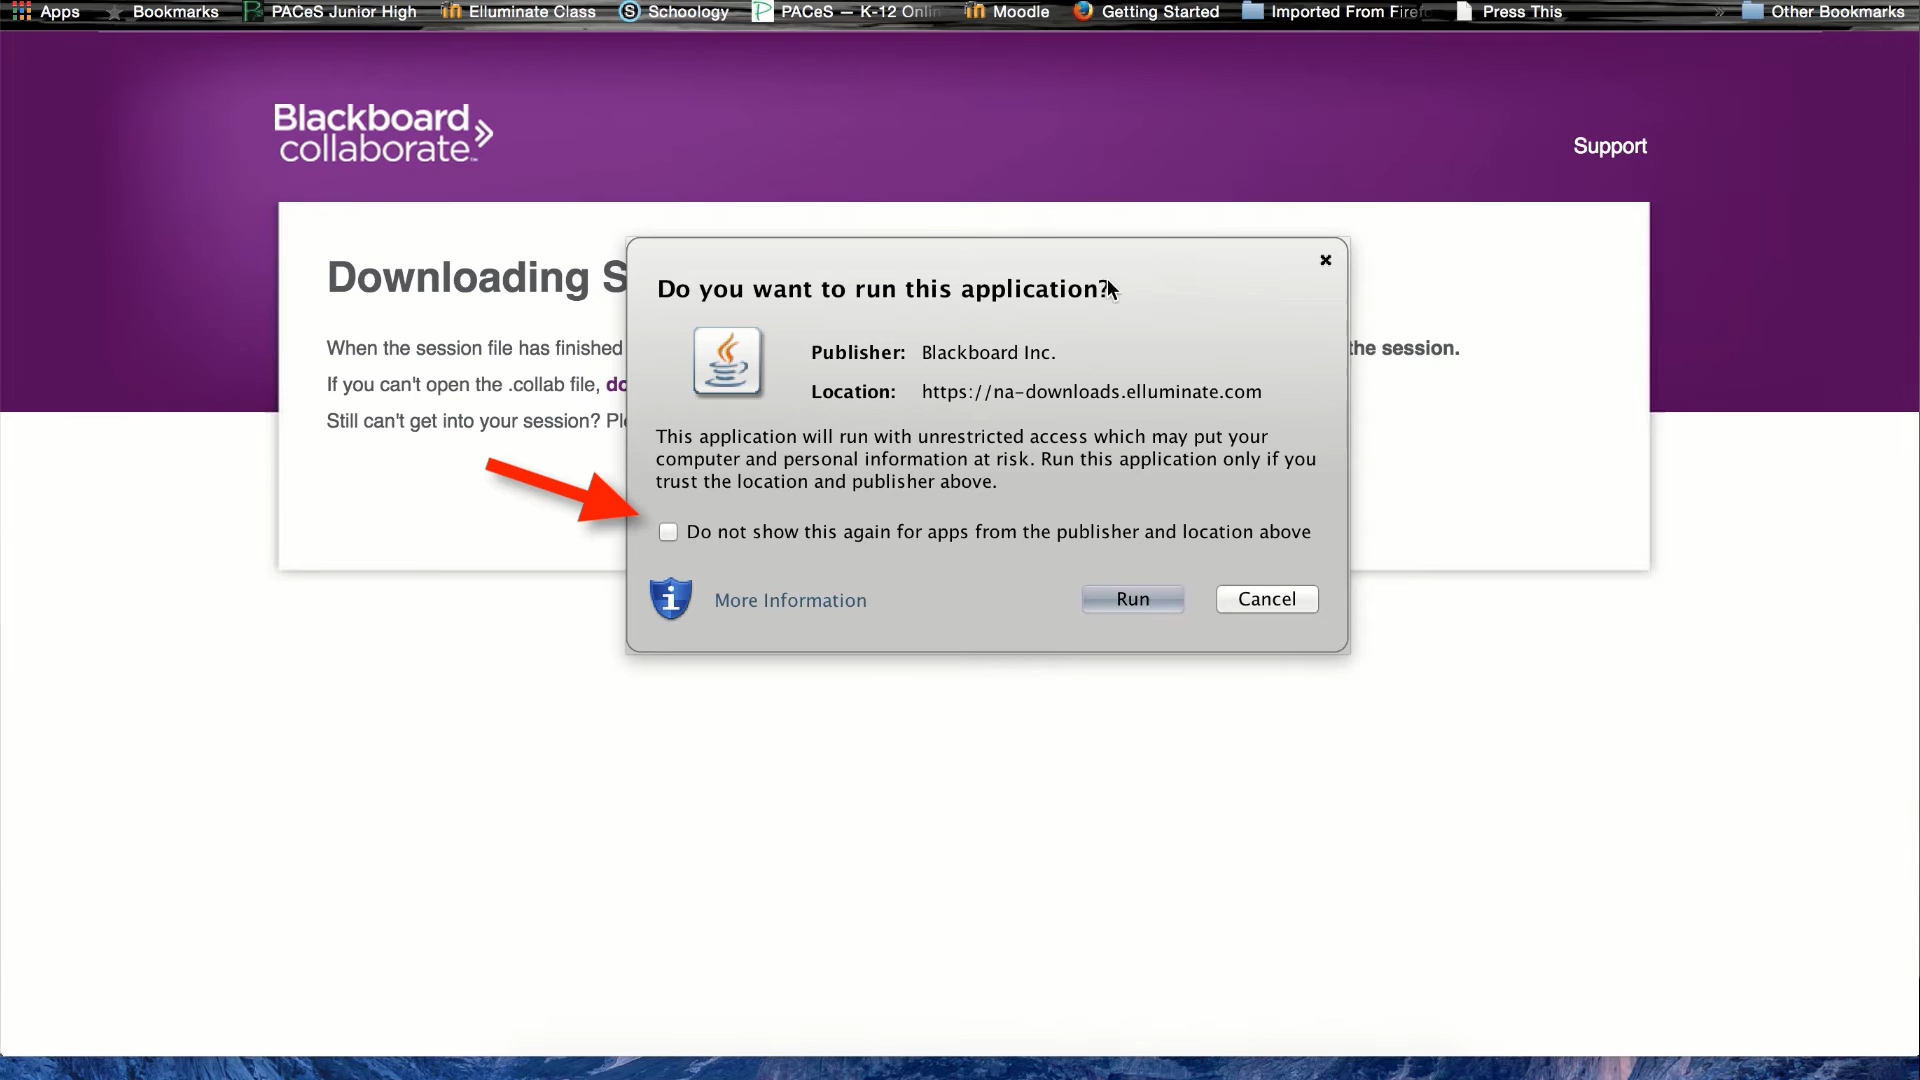 Apps Bookmarks PACeS Junior High Elluminate Class Schoology PACeS — K-12 Onlin Moodle Getting Started Imported From Firef Press This » Other Bookmarks
Blackboard
collaborate™
Support
Downloading S
Do you want to run this application?
When the session file has finished
the session.
Publisher: Blackboard Inc.
If you can't open the .collab file, do
Location: https://na-downloads.elluminate.com
Still can't get into your session? Ple
This application will run with unrestricted access which may put your
computer and personal information at risk. Run this application only if you
trust the location and publisher above.
Do not show this again for apps from the publisher and location above
More Information
Run
Cancel